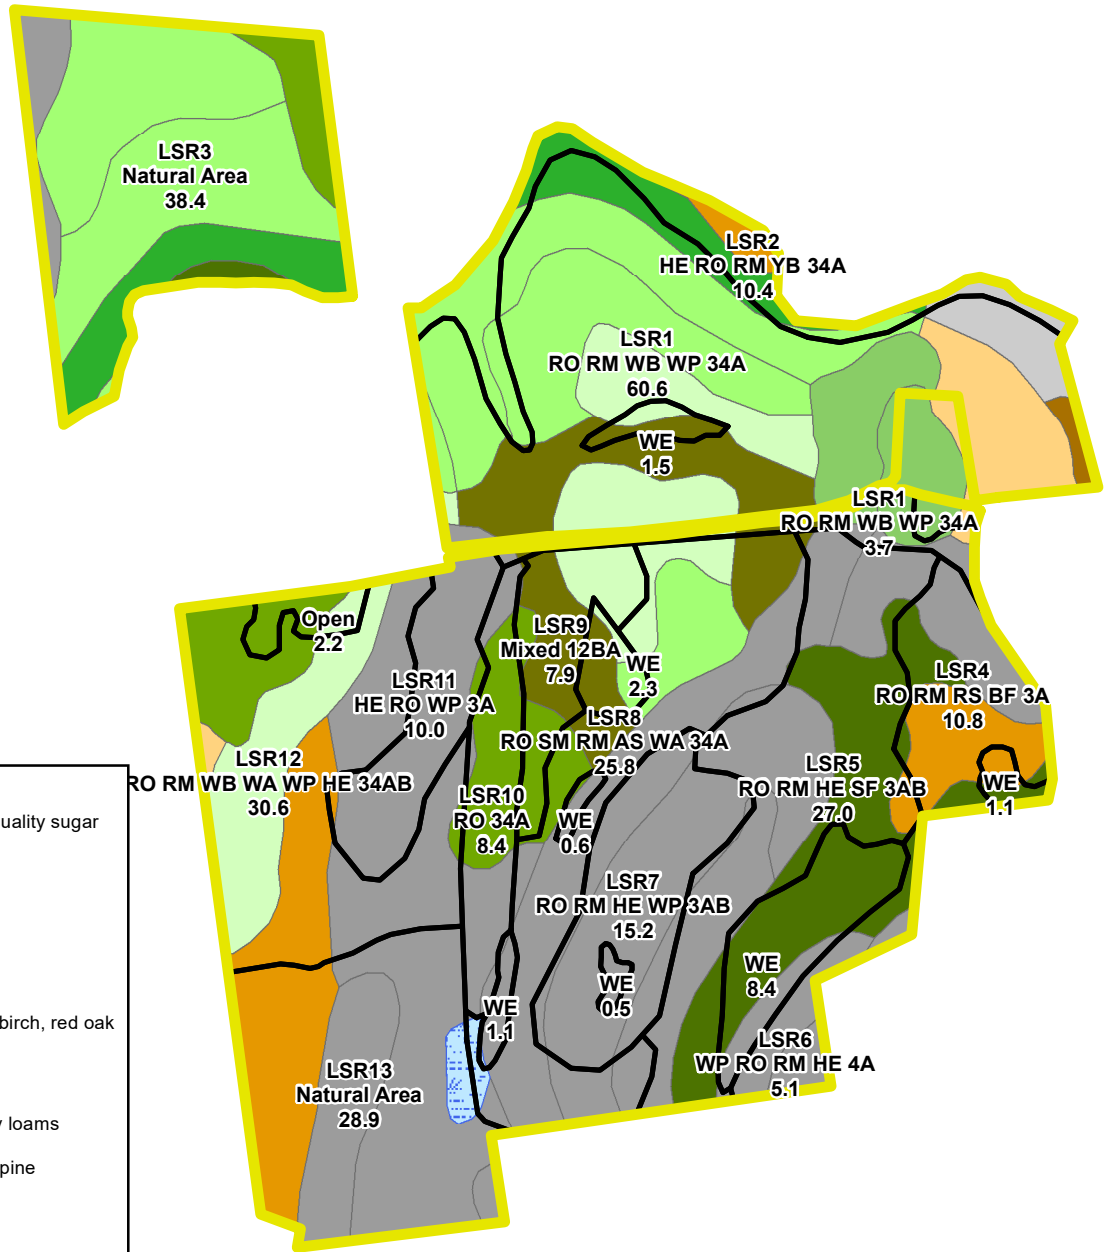 LSR3
Natural Area
38.4
LSR2
HE RO RM YB 34A
10.4
LSR1
RO RM WB WP 34A
60.6
WE
1.5
LSR1
RO RM WB WP 34A
3.7
Open
2.2
LSR9
Mixed 12BA
7.9
WE
2.3
LSR11
HE RO WP 3A
10.0
LSR4
RO RM RS BF 3A
10.8
LSR8
RO SM RM AS WA 34A
25.8
LSR12
RO RM WB WA WP HE 34AB
30.6
LSR5
RO RM HE SF 3AB
27.0
WE
1.1
LSR10
RO 34A
8.4
WE
0.6
uality sugar
LSR7
RO RM HE WP 3AB
15.2
WE
8.4
WE
0.5
WE
1.1
birch, red oak
LSR6
WP RO RM HE 4A
5.1
LSR13
Natural Area
28.9
y loams
pine